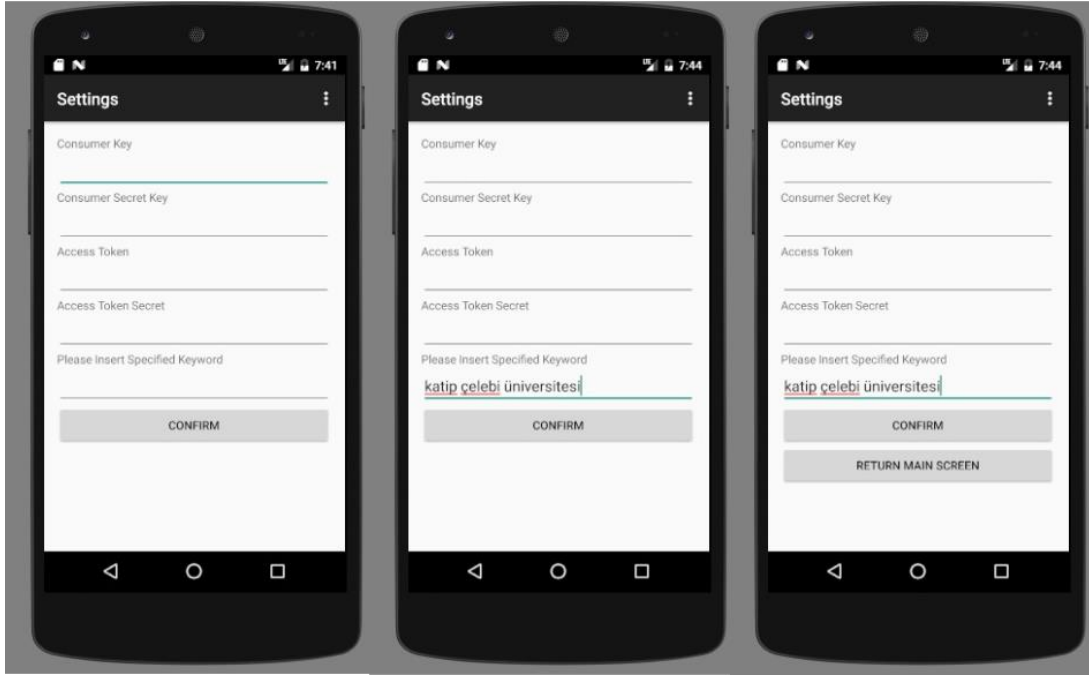 7:41
Settings
Consumer Key
Consumer Secret Key
Access Token
Access Token Secret
Please Insert Specified Keyword
CONFIRM
7:44
Settings
Consumer Key
Consumer Secret Key
Access Token
Access Token Secret
Please Insert Specified Keyword
katip çelebi üniversitesi
CONFIRM
7:44
Settings
Consumer Key
Consumer Secret Key
Access Token
Access Token Secret
Please Insert Specified Keyword
katip çelebi üniversitesi
CONFIRM
RETURN MAIN SCREEN